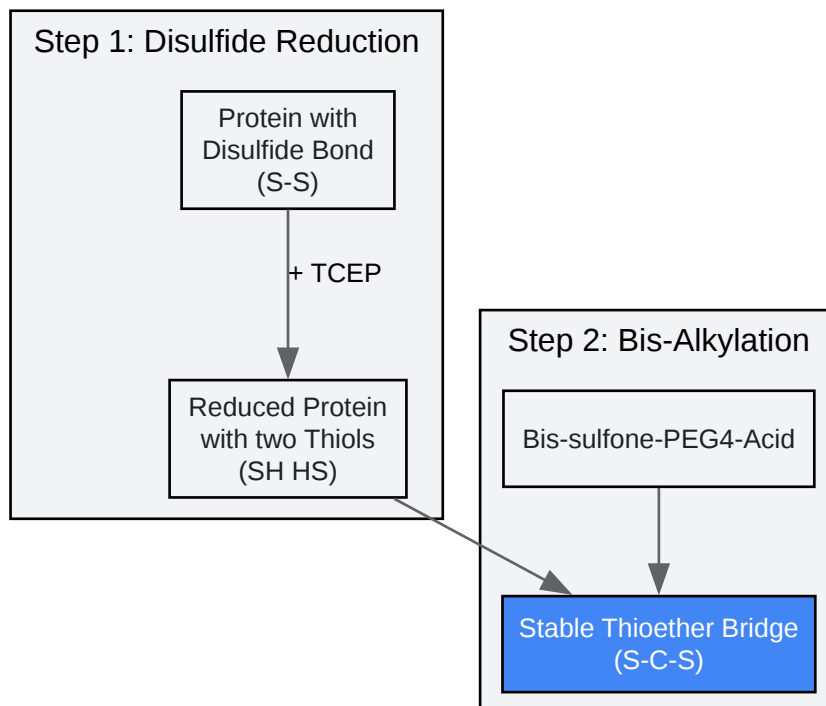 Step 1: Disulfide Reduction
Protein with
Disulfide Bond
(S-S)
+ TCEP
Reduced Protein
with two Thiols
(SH HS)
Step 2: Bis-Alkylation
Bis-sulfone-PEG4-Acid
Stable Thioether Bridge
(S-C-S)